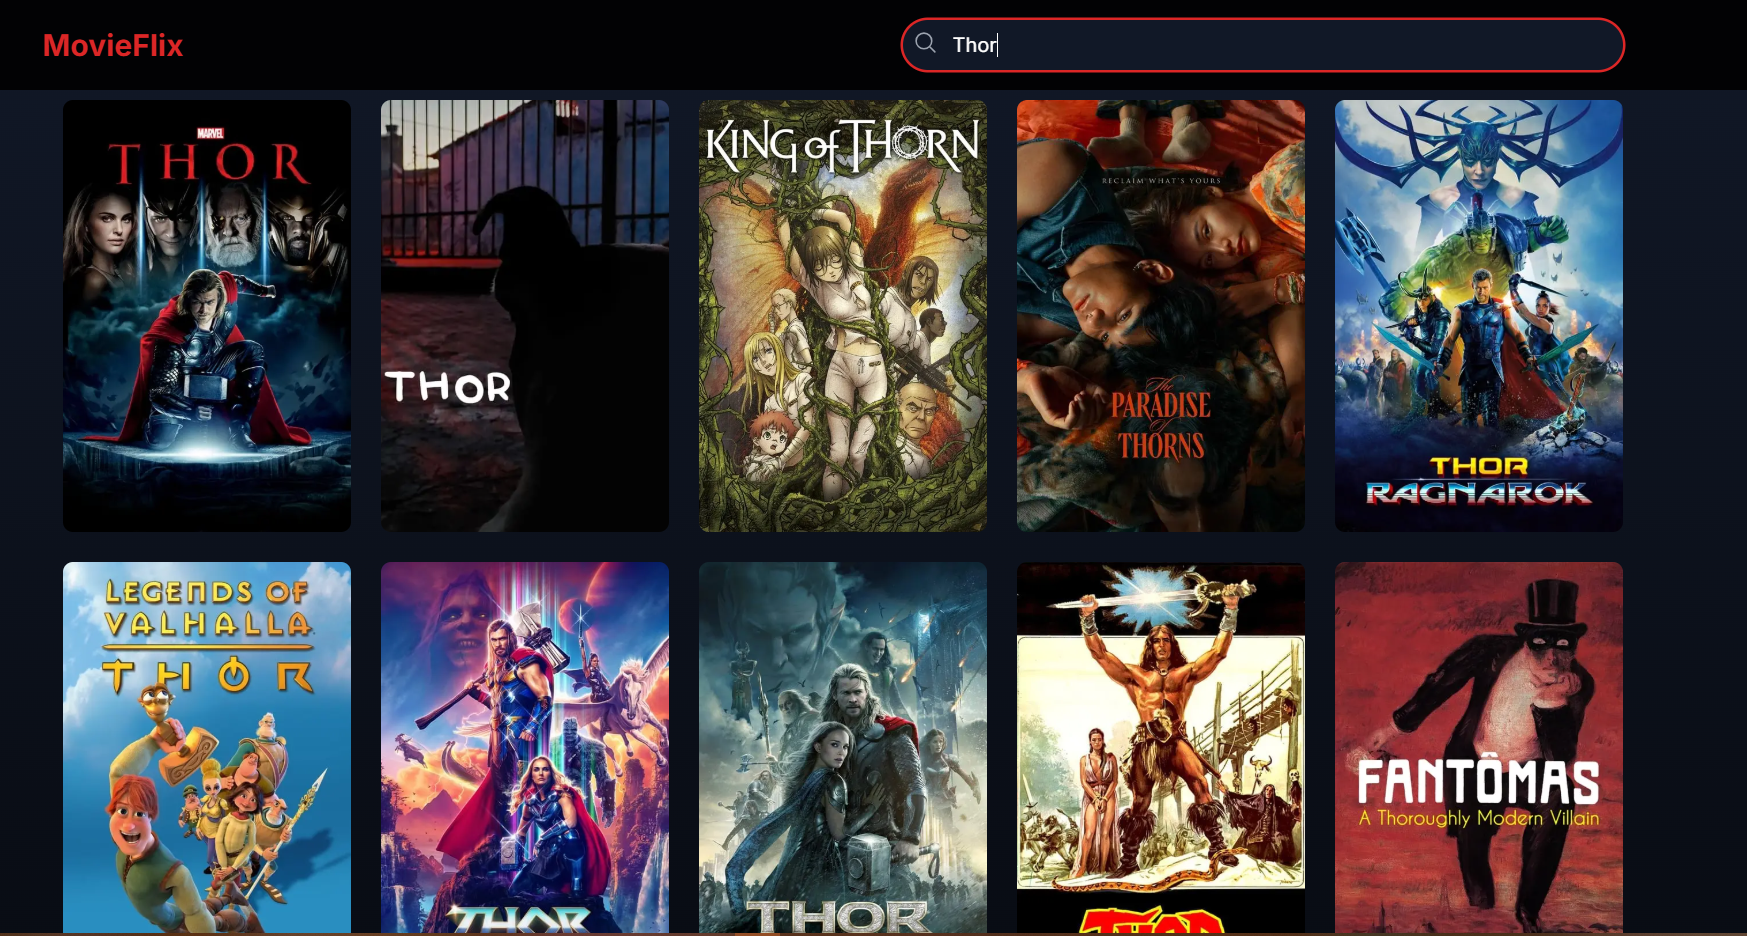 MovieFlix
Thor
MARVEL
THOR
THOR
KING of THORN
RECLAIM WHAT'S YOURS
The
PARADISE
of
THORNS
THOR
RAGNAROK
LEGENDS OF
VALHALLA
THOR
THOR
THOR
THOR
FANTÔMAS
A Thoroughly Modern Villain